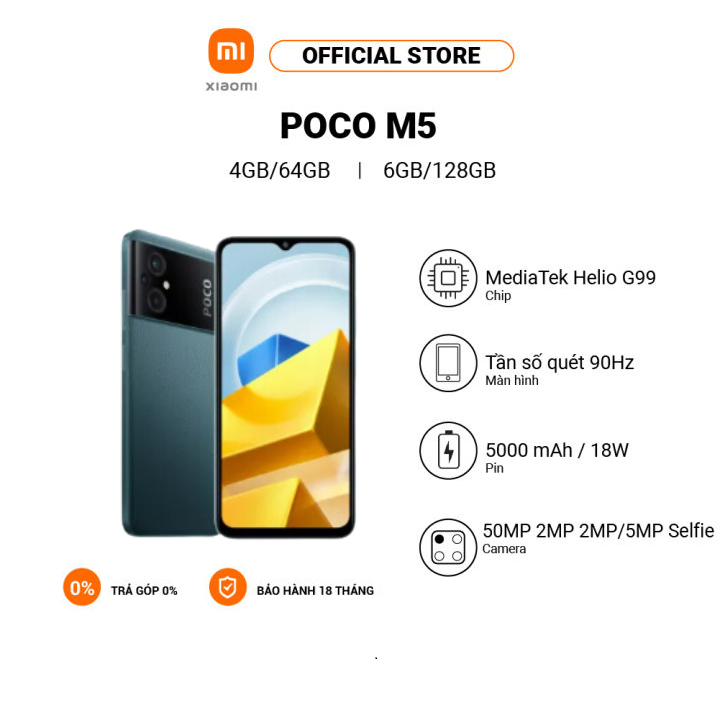 xiaomi
OFFICIAL STORE
POCO M5
4GB/64GB | 6GB/128GB
POCO
MediaTek Helio G99
Chip
Tần số quét 90Hz
Màn hình
5000 mAh / 18W
Pin
50MP 2MP 2MP/5MP Selfie
Camera
0% TRẢ GÓP 0%
BẢO HÀNH 18 THÁNG